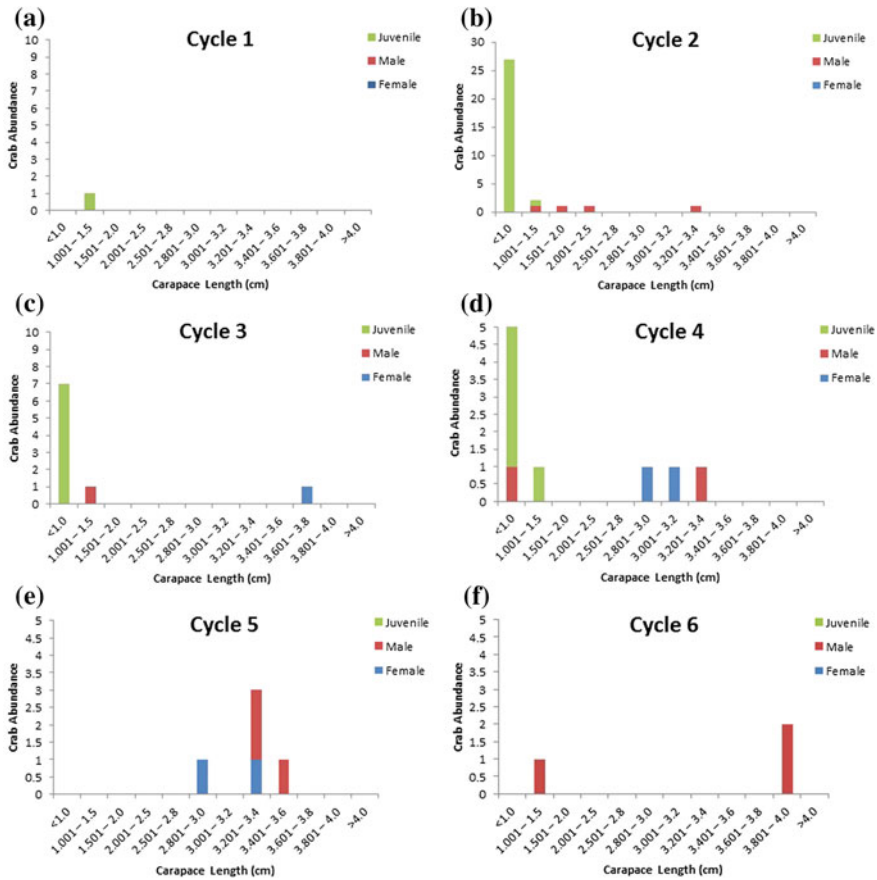 (a)
Cycle 1
Juvenile
Male
Female
Crab Abundance
10
9
8
7
6
5
4
3
2
1
0
<1.0
1.001 – 1.5
1.501 – 2.0
2.001 – 2.5
2.501 – 2.8
2.801 – 3.0
3.001 – 3.2
3.201 – 3.4
3.401 – 3.6
3.601 – 3.8
3.801 – 4.0
>4.0
Carapace Length (cm)
(b)
Cycle 2
Juvenile
Male
Female
Crab Abundance
30
25
20
15
10
5
0
<1.0
1.001 – 1.5
1.501 – 2.0
2.001 – 2.5
2.501 – 2.8
2.801 – 3.0
3.001 – 3.2
3.201 – 3.4
3.401 – 3.6
3.601 – 3.8
3.801 – 4.0
>4.0
Carapace Length (cm)
(c)
Cycle 3
Juvenile
Male
Female
Crab Abundance
10
9
8
7
6
5
4
3
2
1
0
<1.0
1.001 – 1.5
1.501 – 2.0
2.001 – 2.5
2.501 – 2.8
2.801 – 3.0
3.001 – 3.2
3.201 – 3.4
3.401 – 3.6
3.601 – 3.8
3.801 – 4.0
>4.0
Carapace Length (cm)
(d)
Cycle 4
Juvenile
Male
Female
Crab Abundance
5
4.5
4
3.5
3
2.5
2
1.5
1
0.5
0
<1.0
1.001 – 1.5
1.501 – 2.0
2.001 – 2.5
2.501 – 2.8
2.801 – 3.0
3.001 – 3.2
3.201 – 3.4
3.401 – 3.6
3.601 – 3.8
3.801 – 4.0
>4.0
Carapace Length (cm)
(e)
Cycle 5
Juvenile
Male
Female
Crab Abundance
5
4.5
4
3.5
3
2.5
2
1.5
1
0.5
0
<1.0
1.001 – 1.5
1.501 – 2.0
2.001 – 2.5
2.501 – 2.8
2.801 – 3.0
3.001 – 3.2
3.201 – 3.4
3.401 – 3.6
3.601 – 3.8
3.801 – 4.0
>4.0
Carapace Length (cm)
(f)
Cycle 6
Juvenile
Male
Female
Crab Abundance
5
4.5
4
3.5
3
2.5
2
1.5
1
0.5
0
<1.0
1.001 – 1.5
1.501 – 2.0
2.001 – 2.5
2.501 – 2.8
2.801 – 3.0
3.001 – 3.2
3.201 – 3.4
3.401 – 3.6
3.601 – 3.8
3.801 – 4.0
>4.0
Carapace Length (cm)